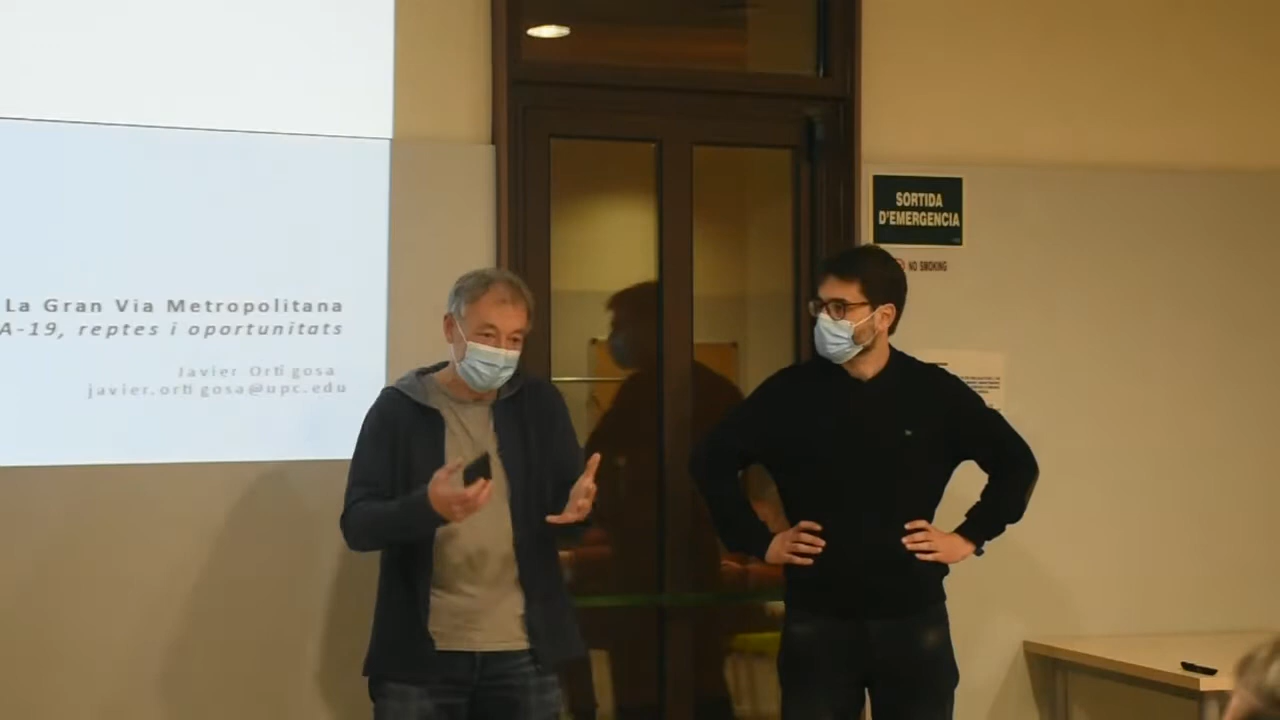 La Gran Via Metropolitana
A-19, reptes i oportunitats
Javier Ortigosa
javier.ortigosa@upc.edu
SORTIDA
D'EMERGENCIA
NO SMOKING